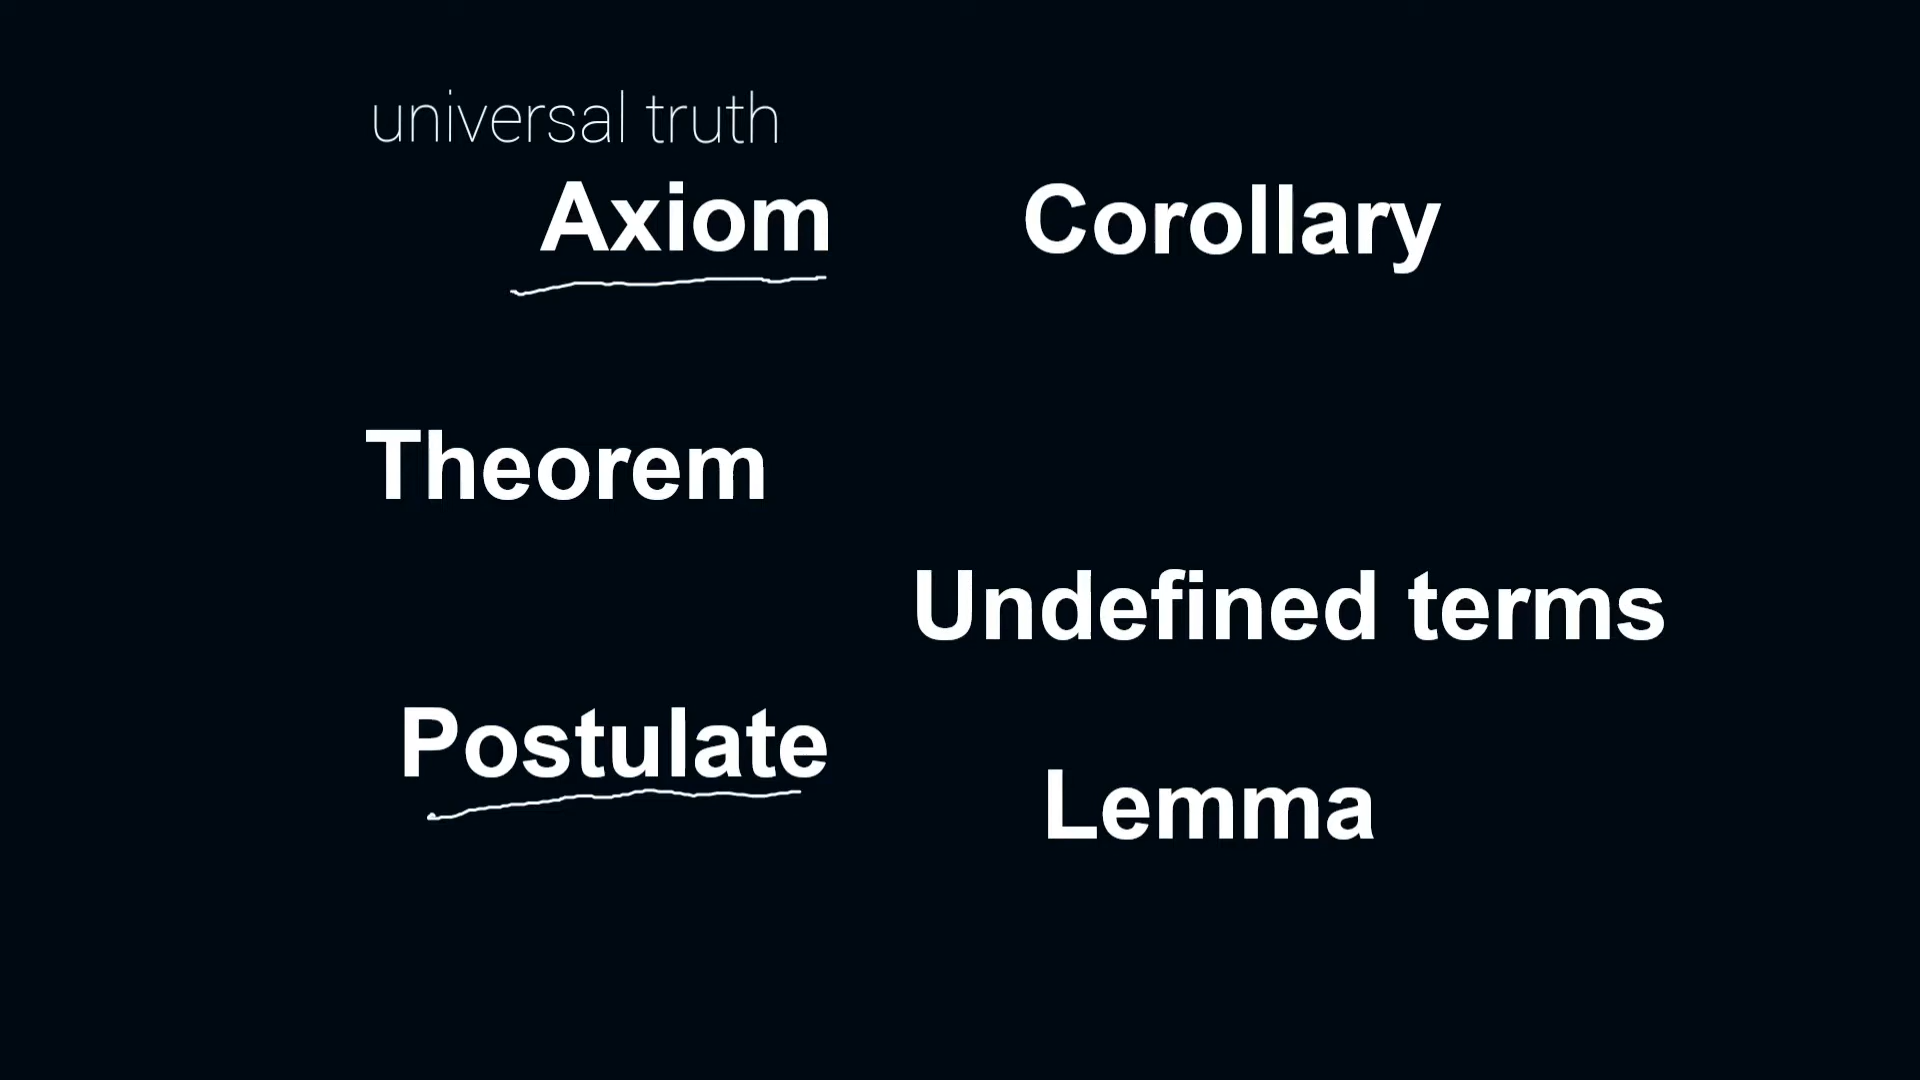 universal truth
Axiom
Corollary
Theorem
Undefined terms
Postulate
Lemma